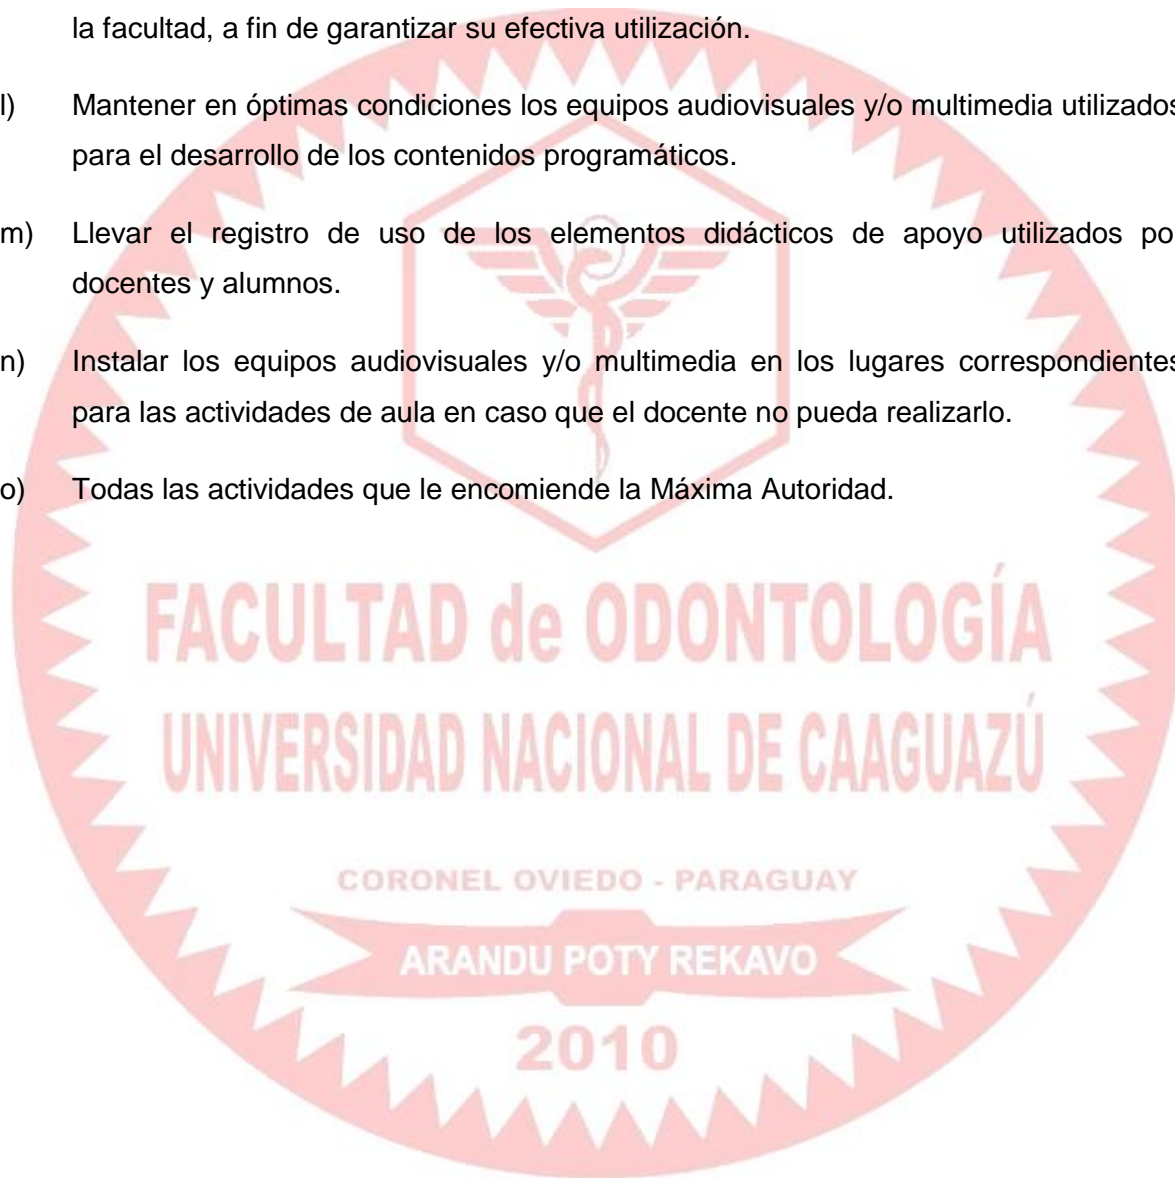 la facultad, a fin de garantizar su efectiva utilización.
l) Mantener en óptimas condiciones los equipos audiovisuales y/o multimedia utilizados
para el desarrollo de los contenidos programáticos.
m) Llevar el registro de uso de los elementos didácticos de apoyo utilizados po
docentes y alumnos.
n) Instalar los equipos audiovisuales y/o multimedia en los lugares correspondientes
para las actividades de aula en caso que el docente no pueda realizarlo.
o) Todas las actividades que le encomiende la Máxima Autoridad.
FACULTAD de ODONTOLOGÍA
UNIVERSIDAD NACIONAL DE CAAGUAZÚ
CORONEL OVIEDO - PARAGUAY
ARANDU POTY REKAVO
2010